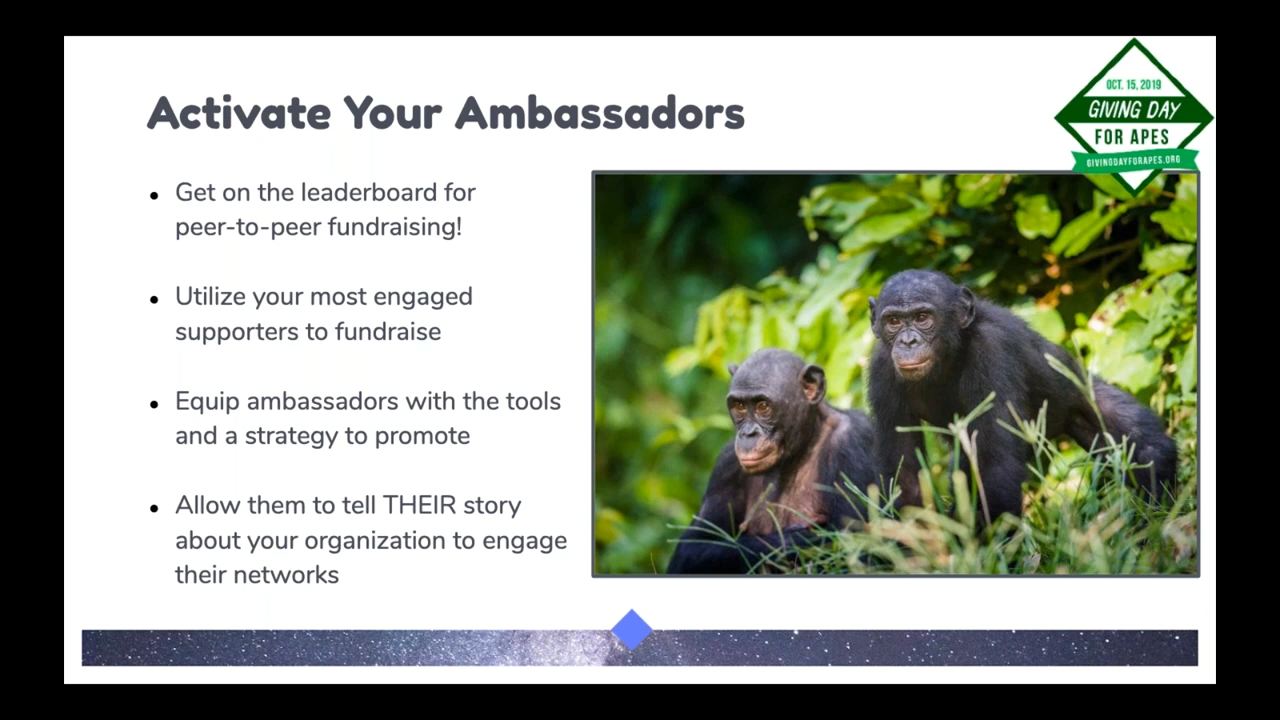 OCT. 15, 2019
GIVING DAY
FOR APES
GIVINGDAYFORAPES.ORG
Activate Your Ambassadors
• Get on the leaderboard for
peer-to-peer fundraising!
• Utilize your most engaged
supporters to fundraise
• Equip ambassadors with the tools
and a strategy to promote
• Allow them to tell THEIR story
about your organization to engage
their networks